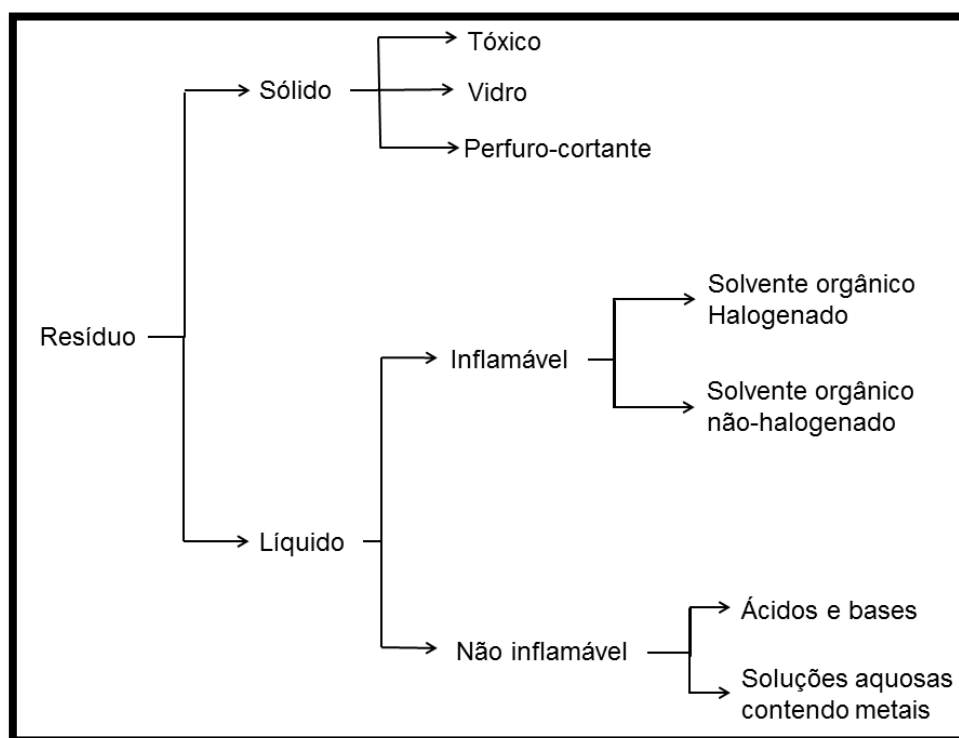 Tóxico
Sólido
Vidro
Perfuro-cortante
Solvente orgânico
Halogenado
Resíduo
Inflamável
Solvente orgânico
não-halogenado
Líquido
Ácidos e bases
Não inflamável
Soluções aquosas
contendo metais